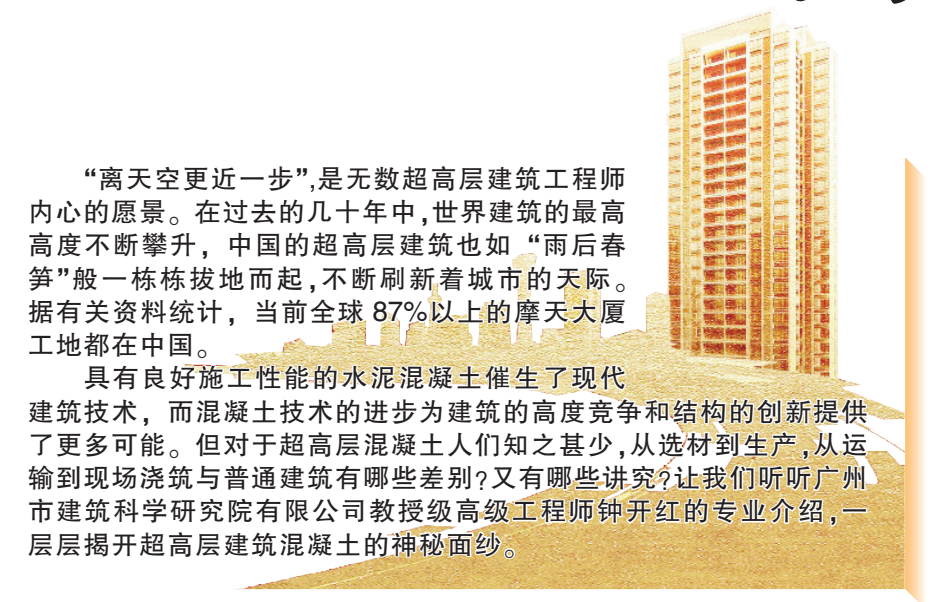 “离天空更近一步”,是无数超高层建筑工程师
内心的愿景。在过去的几十年中,世界建筑的最高
高度不断攀升，中国的超高层建筑也如“雨后春
笋”般一栋栋拔地而起,不断刷新着城市的天际。
据有关资料统计，当前全球 87%以上的摩天大厦
工地都在中国。
具有良好施工性能的水泥混凝土催生了现代
建筑技术，而混凝土技术的进步为建筑的高度竞争和结构的创新提供
了更多可能。但对于超高层混凝土人们知之甚少,从选材到生产,从运
输到现场浇筑与普通建筑有哪些差别?又有哪些讲究?让我们听听广州
市建筑科学研究院有限公司教授级高级工程师钟开红的专业介绍,一
层层揭开超高层建筑混凝土的神秘面纱。